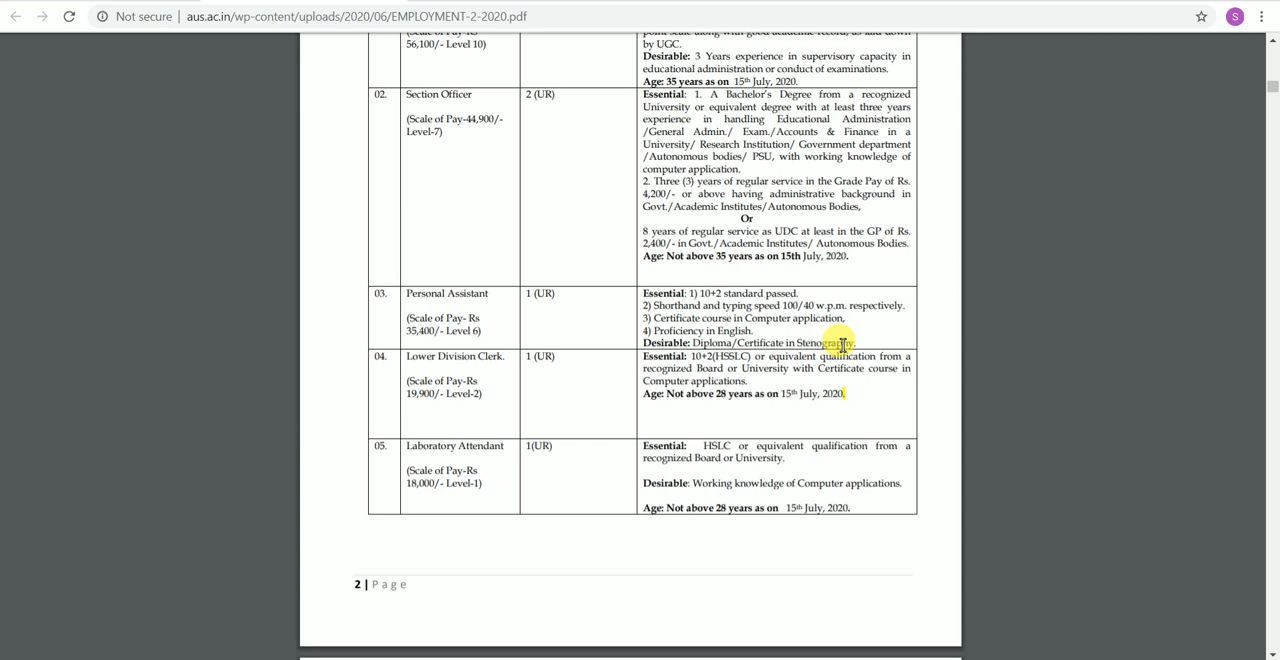 Not secure | aus.ac.in/wp-content/uploads/2020/06/EMPLOYMENT-2-2020.pdf
S
(Scale of Pay-Rs
56,100/- Level 10)
point scale along with good academic record, as laid down
by UGC.
Desirable: 3 Years experience in supervisory capacity in
educational administration or conduct of examinations.
Age: 35 years as on 15th July, 2020.
02.
Section Officer
(Scale of Pay-44,900/-
Level-7)
2 (UR)
Essential: 1. A Bachelor's Degree from a recognized
University or equivalent degree with at least three years
experience in handling Educational Administration
/General Admin./ Exam./Accounts & Finance in a
University/ Research Institution/ Government department
/Autonomous bodies/ PSU, with working knowledge of
computer application.
2. Three (3) years of regular service in the Grade Pay of Rs.
4,200/- or above having administrative background in
Govt./Academic Institutes/Autonomous Bodies,
Or
8 years of regular service as UDC at least in the GP of Rs.
2,400/- in Govt./Academic Institutes/ Autonomous Bodies.
Age: Not above 35 years as on 15th July, 2020.
03.
Personal Assistant
(Scale of Pay- Rs
35,400/- Level 6)
1 (UR)
Essential: 1) 10+2 standard passed.
2) Shorthand and typing speed 100/40 w.p.m. respectively.
3) Certificate course in Computer application,
4) Proficiency in English.
Desirable: Diploma/Certificate in Stenography.
04.
Lower Division Clerk.
(Scale of Pay-Rs
19,900/- Level-2)
1 (UR)
Essential: 10+2(HSSLC) or equivalent qualification from a
recognized Board or University with Certificate course in
Computer applications.
Age: Not above 28 years as on 15th July, 2020.
05.
Laboratory Attendant
(Scale of Pay-Rs
18,000/- Level-1)
1(UR)
Essential: HSLC or equivalent qualification from a
recognized Board or University.
Desirable: Working knowledge of Computer applications.
Age: Not above 28 years as on 15th July, 2020.
2 | Page